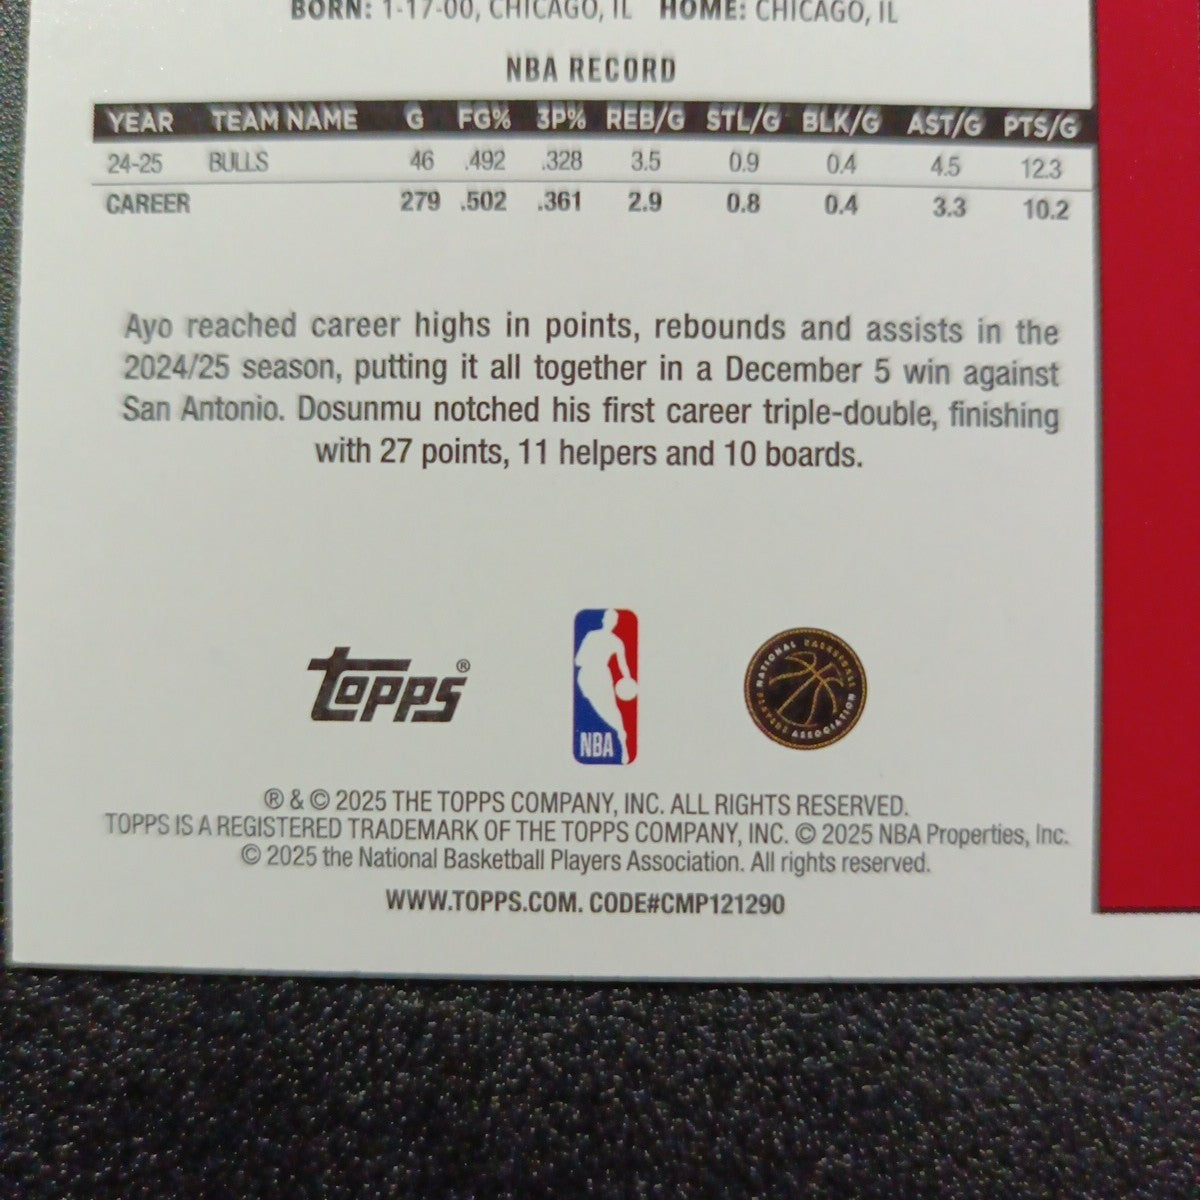 BORN: 1-17-00, CHICAGO, IL HOME: CHICAGO, IL
NBA RECORD
YEAR TEAM NAME G FG% 3P% REB/G STL/G BLK/G AST/G PTS/G
24-25 BULLS 46 .492 .328 3.5 0.9 0.4 4.5 12.3
CAREER 279 .502 .361 2.9 0.8 0.4 3.3 10.2
Ayo reached career highs in points, rebounds and assists in the
2024/25 season, putting it all together in a December 5 win against
San Antonio. Dosunmu notched his first career triple-double, finishing
with 27 points, 11 helpers and 10 boards.
Topps®
NBA
NATIONAL BASKETBALL PLAYERS ASSOCIATION
® & © 2025 THE TOPPS COMPANY, INC. ALL RIGHTS RESERVED.
TOPPS IS A REGISTERED TRADEMARK OF THE TOPPS COMPANY, INC. © 2025 NBA Properties, Inc.
© 2025 the National Basketball Players Association. All rights reserved.
WWW.TOPPS.COM. CODE#CMP121290